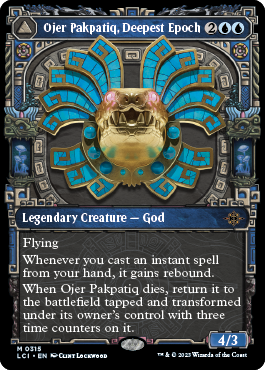 Ojer Pakpatiq, Deepest Epoch 2
Legendary Creature — God
Flying
Whenever you cast an instant spell
from your hand, it gains rebound.
When Ojer Pakpatiq dies, return it to
the battlefield tapped and transformed
under its owner's control with three
time counters on it.
4/3
M 0315
LCI • EN Clint Lockwood
™ & © 2023 Wizards of the Coast